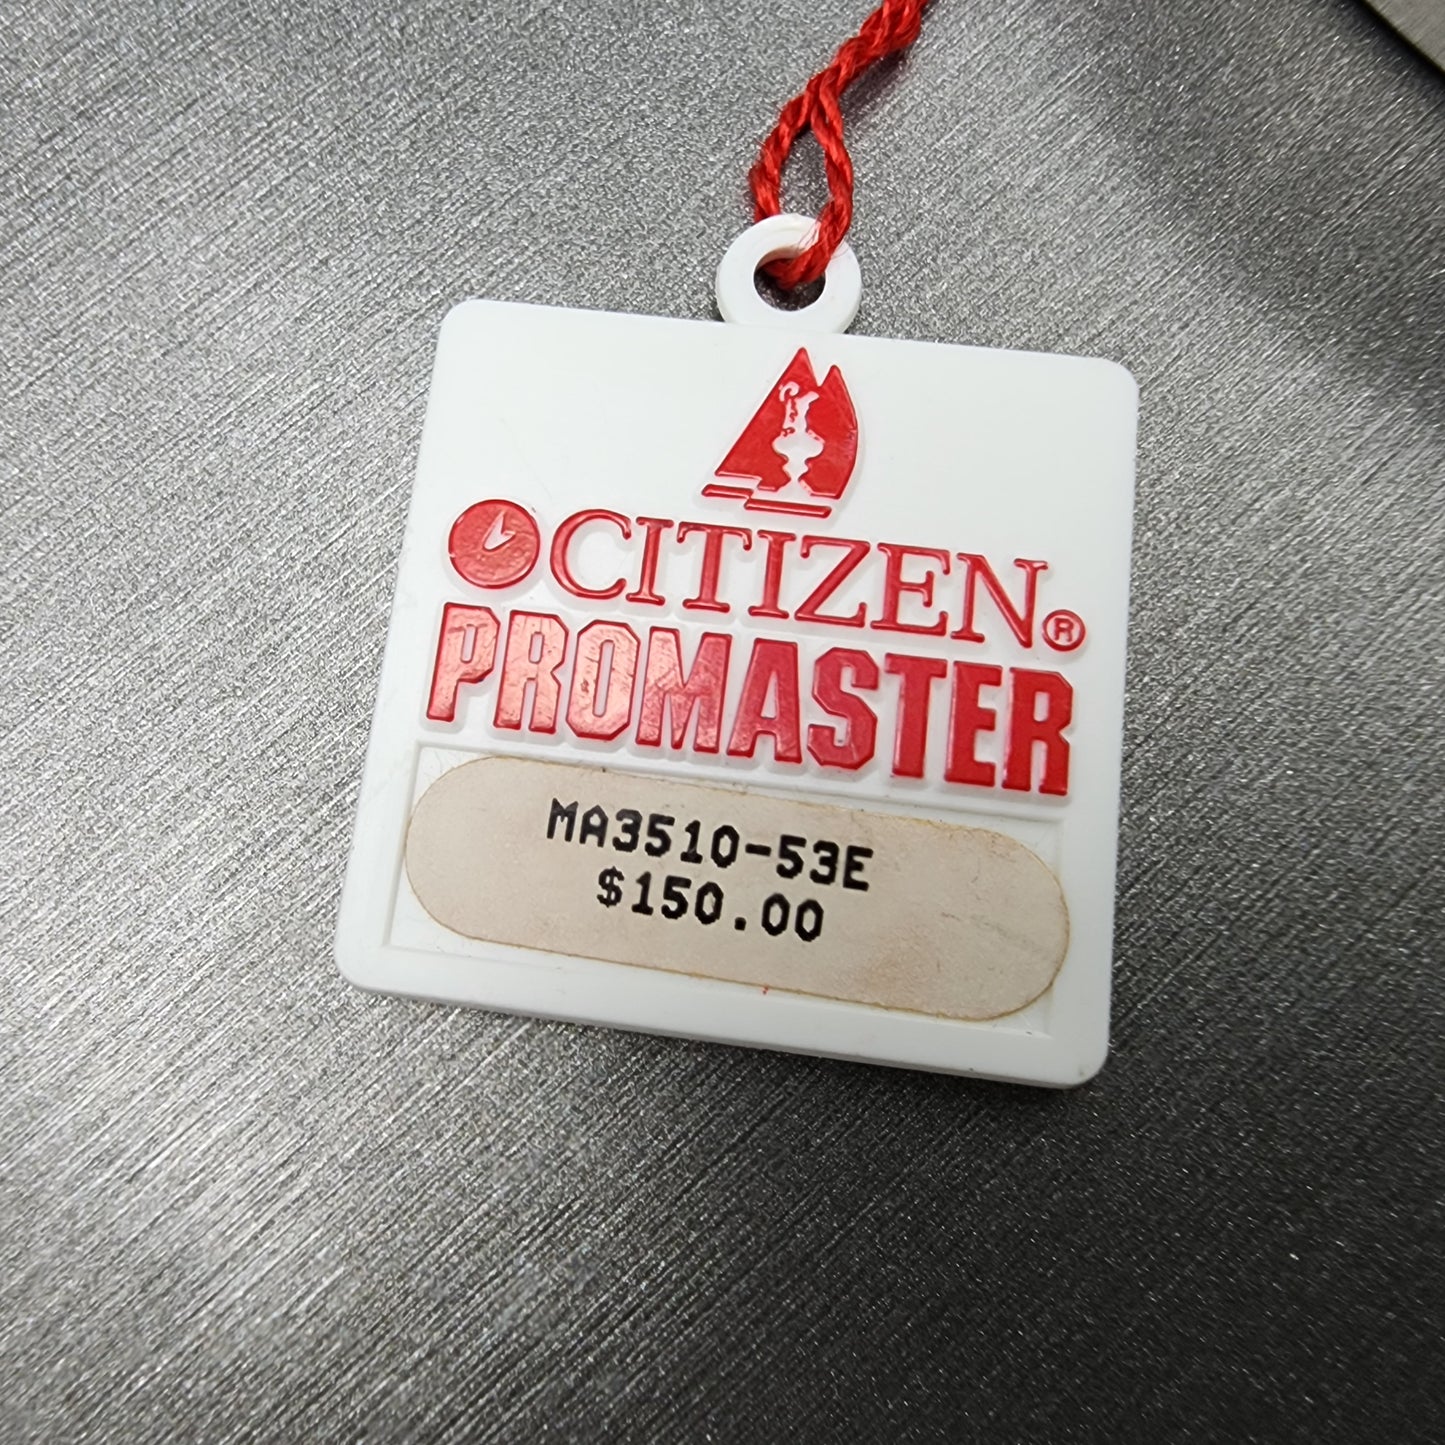 CITIZEN®
PROMASTER
MA3510-53E
$150.00